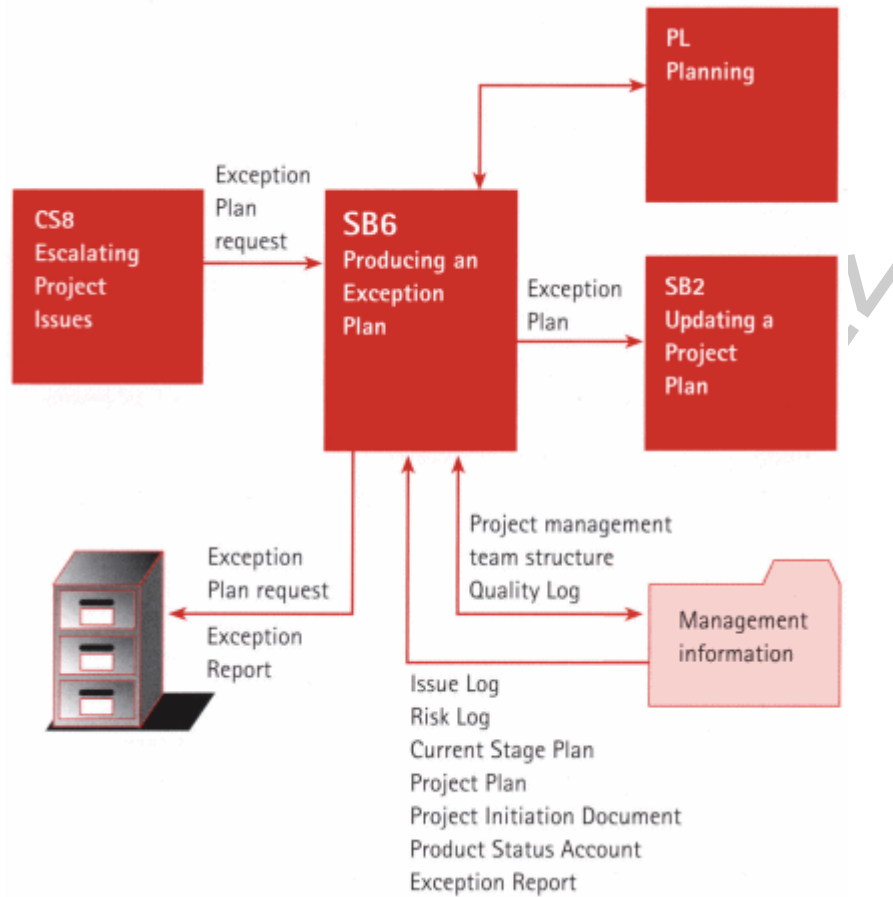 PL
Planning
Exception
Plan
request
CS8
Escalating
Project
Issues
SB6
Producing an
Exception
Plan
Exception
Plan
SB2
Updating a
Project
Plan
Project management
team structure
Quality Log
Exception
Plan request
Exception
Report
Management
information
Issue Log
Risk Log
Current Stage Plan
Project Plan
Project Initiation Document
Product Status Account
Exception Report